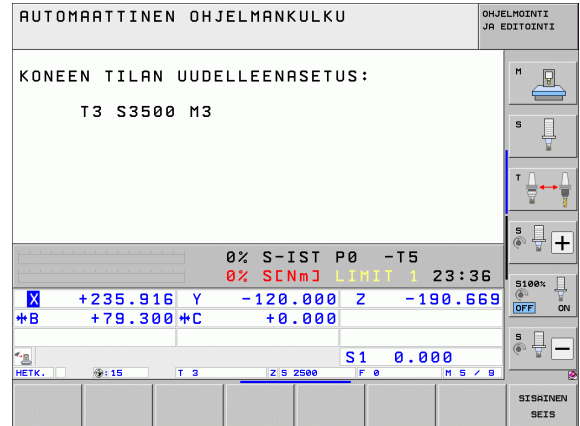 AUTOMAATTINEN OHJELMANKULKU
OHJELMOINTI
JA EDITOINTI
KONEEN TILAN UUDELLEENASETUS:
T3 S3500 M3
M
S
T
S
0% S-IST P0 -T5
0% S[Nm] LIMIT 1 23:36
S100%
OFF ON
X +235.916 Y -120.000 Z -190.669
B +79.300 C +0.000
S
S1 0.000
HETK. : 15 T 3 Z S 2500 F 0 M 5 / 9
SISAINEN
SEIS